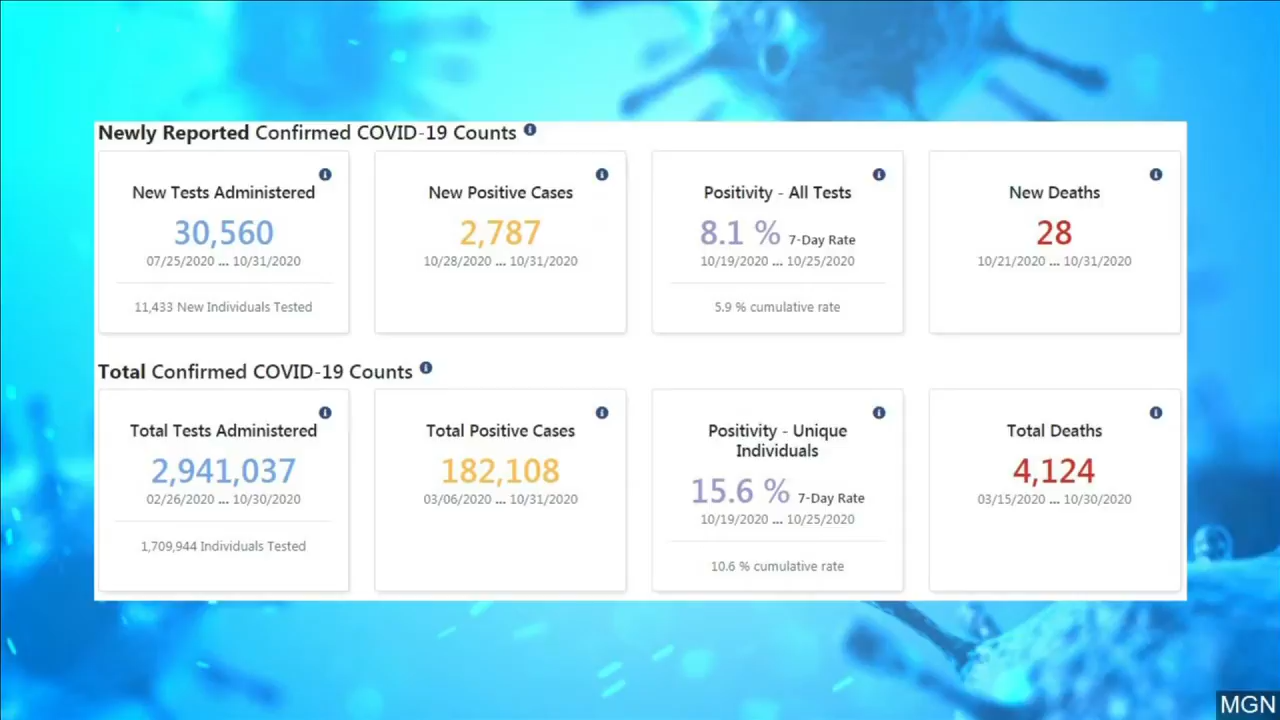 Newly Reported Confirmed COVID-19 Counts
New Tests Administered
30,560
07/25/2020 ... 10/31/2020
11,433 New Individuals Tested
New Positive Cases
2,787
10/28/2020 ... 10/31/2020
Positivity - All Tests
8.1 % 7-Day Rate
10/19/2020 ... 10/25/2020
5.9 % cumulative rate
New Deaths
28
10/21/2020 ... 10/31/2020
Total Confirmed COVID-19 Counts
Total Tests Administered
2,941,037
02/26/2020 ... 10/30/2020
1,709,944 Individuals Tested
Total Positive Cases
182,108
03/06/2020 ... 10/31/2020
Positivity - Unique
Individuals
15.6 % 7-Day Rate
10/19/2020 ... 10/25/2020
10.6 % cumulative rate
Total Deaths
4,124
03/15/2020 ... 10/30/2020
MGN